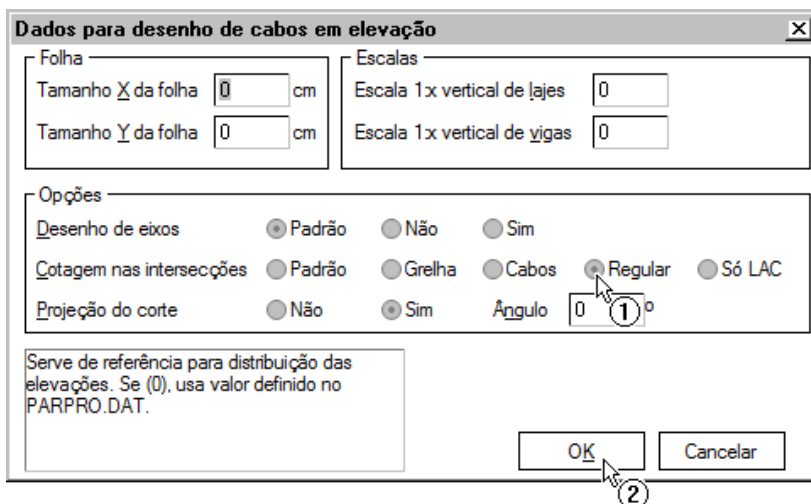 Dados para desenho de cabos em elevação
Folha
Tamanho X da folha 0 cm
Tamanho Y da folha 0 cm
Escalas
Escala 1:x vertical de lajes 0
Escala 1:x vertical de vigas 0
Opções
Desenho de eixos Padrão Não Sim
Cotagem nas intersecções Padrão Grelha Cabos Regular Só LAC
Projeção do corte Não Sim Ângulo 0 º
1
Serve de referência para distribuição das
elevações. Se (0), usa valor definido no
PARPRO.DAT.
OK Cancelar
2